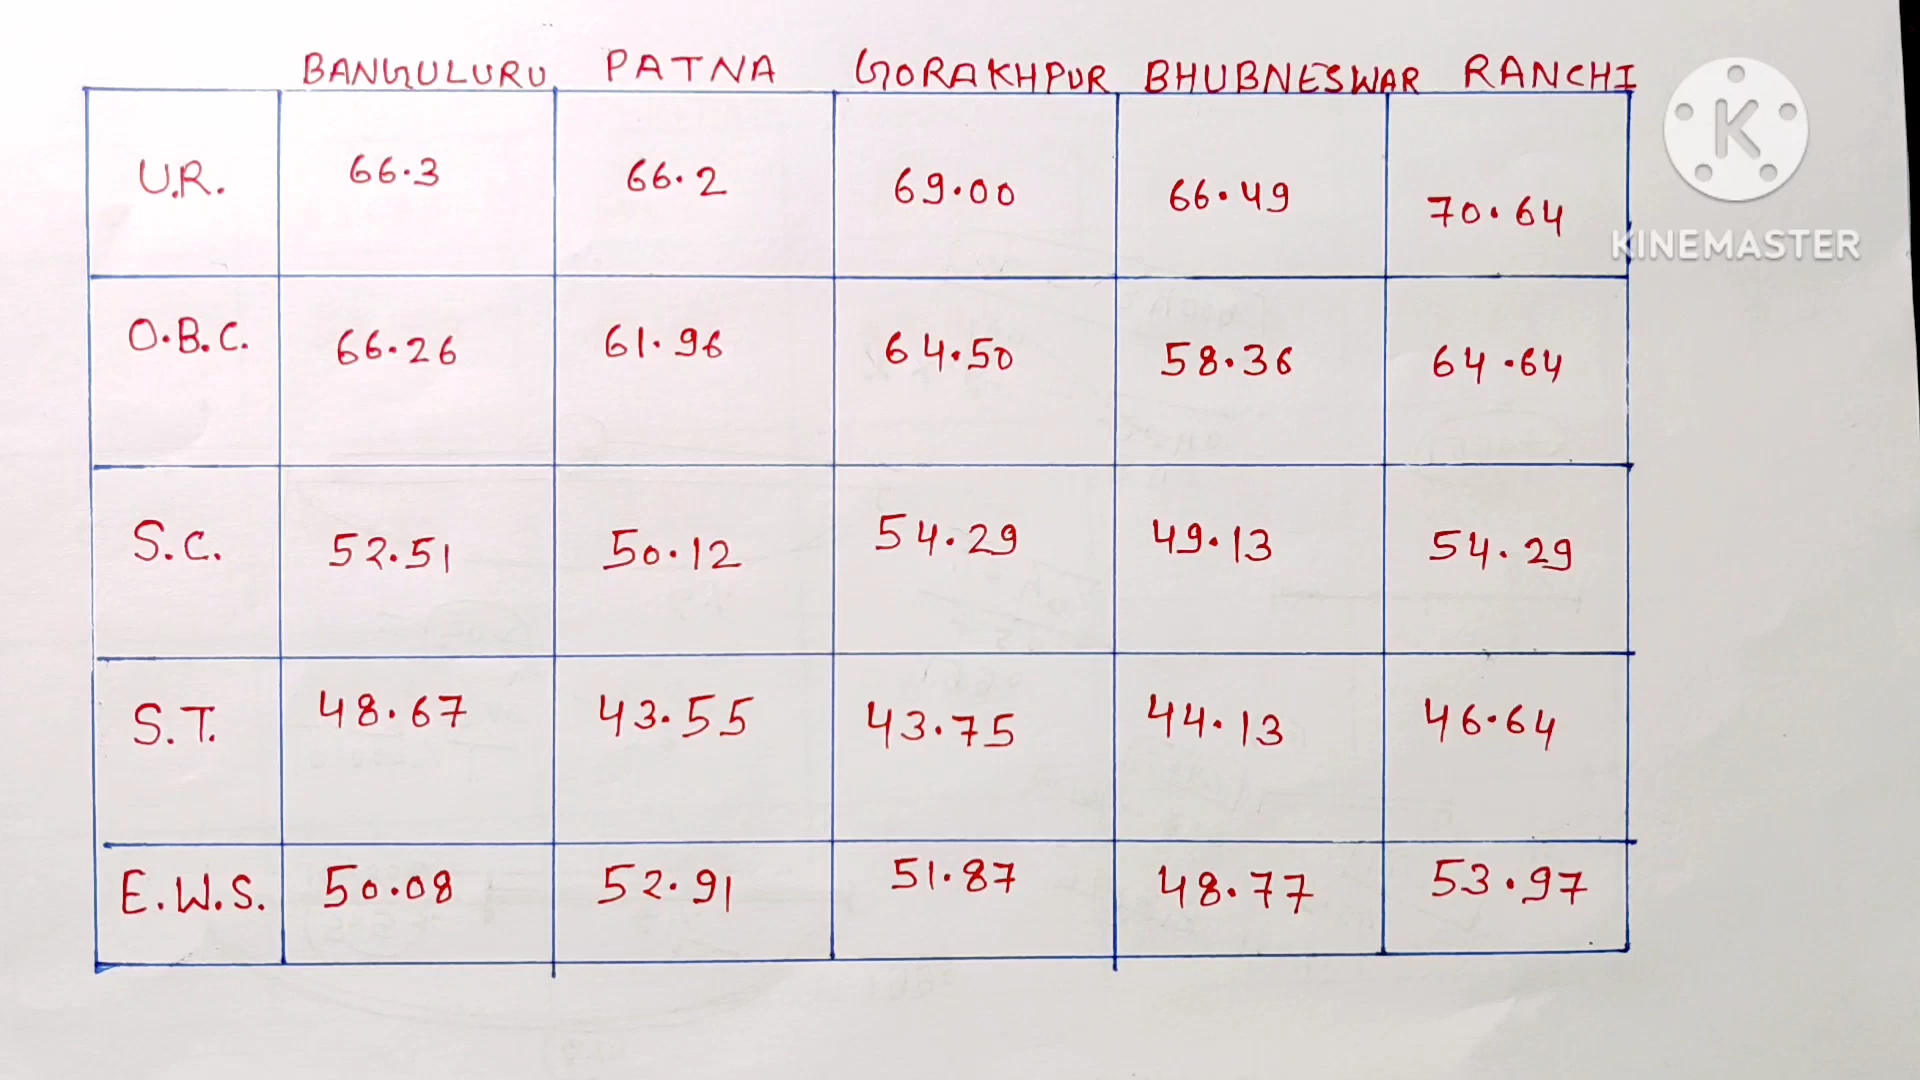 BANGULURU PATNA GORAKHPUR BHUBNESWAR RANCHI
U.R. 66.3 66.2 69.00 66.49 70.64
O.B.C. 66.26 61.96 64.50 58.36 64.64
S.C. 52.51 50.12 54.29 49.13 54.29
S.T. 48.67 43.55 43.75 44.13 46.64
E.W.S. 50.08 52.91 51.87 48.77 53.97
K
KINEMASTER